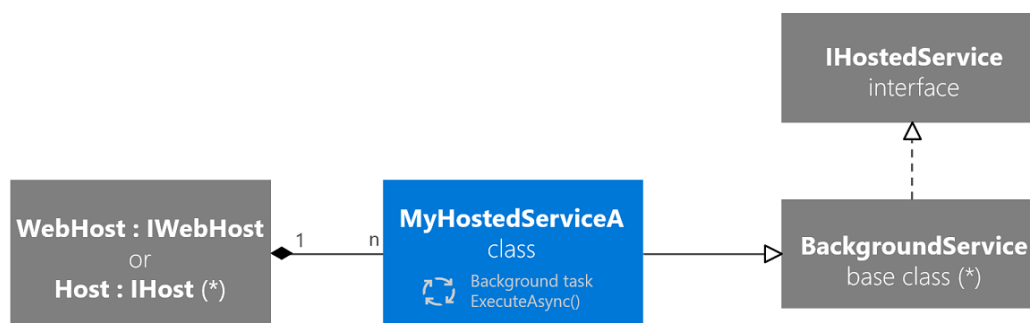 IHostedService
interface
WebHost : IWebHost
or
Host : IHost (*)
1
n
MyHostedServiceA
class
Background task
ExecuteAsync()
BackgroundService
base class (*)